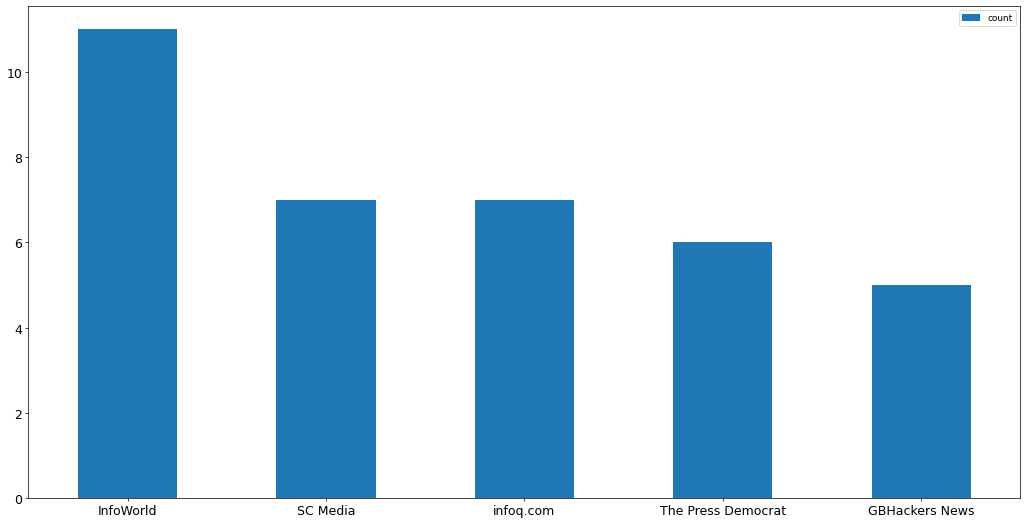 count
10
8
6
4
2
0
InfoWorld
SC Media
infoq.com
The Press Democrat
GBHackers News